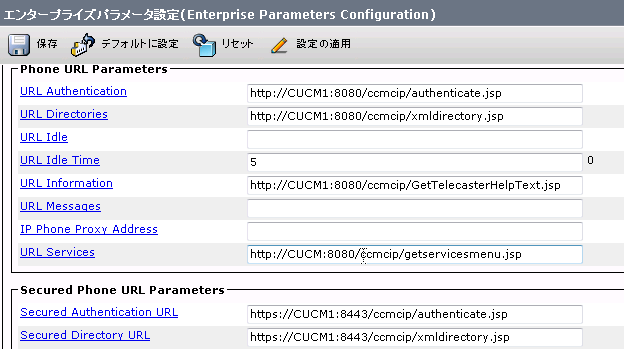 エンタープライズパラメータ設定(Enterprise Parameters Configuration)
保存 デフォルトに設定 リセット 設定の適用
Phone URL Parameters
URL Authentication http://CUCM1:8080/ccmcip/authenticate.jsp
URL Directories http://CUCM1:8080/ccmcip/xmldirectory.jsp
URL Idle
URL Idle Time 5 0
URL Information http://CUCM1:8080/ccmcip/GetTelecasterHelpText.jsp
URL Messages
IP Phone Proxy Address
URL Services http://CUCM:8080/ccmcip/getservicesmenu.jsp
Secured Phone URL Parameters
Secured Authentication URL https://CUCM1:8443/ccmcip/authenticate.jsp
Secured Directory URL https://CUCM1:8443/ccmcip/xmldirectory.jsp